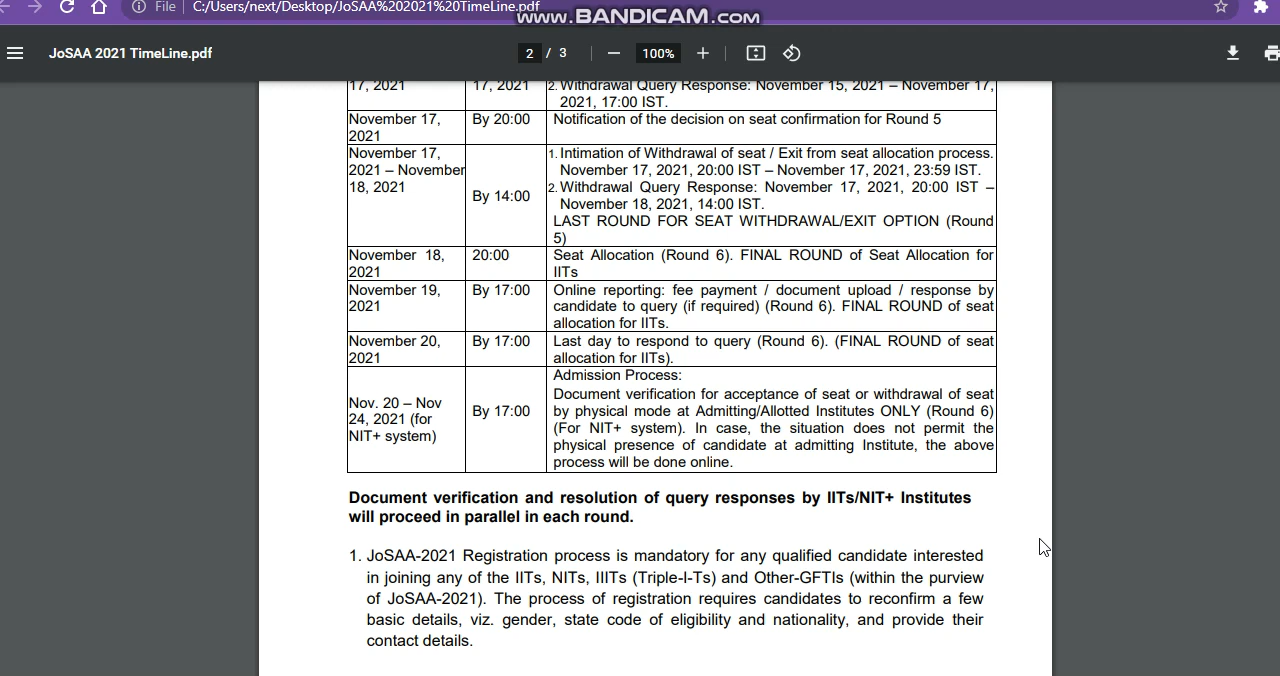 File C:/Users/next/Desktop/JoSAA%202021%20TimeLine.pdf
www.BANDICAM.com
JoSAA 2021 TimeLine.pdf
2 / 3
100%
17, 2021
17, 2021
2. Withdrawal Query Response: November 15, 2021 – November 17,
2021, 17:00 IST.
November 17,
2021
By 20:00
Notification of the decision on seat confirmation for Round 5
November 17,
2021 – November
18, 2021
By 14:00
1. Intimation of Withdrawal of seat / Exit from seat allocation process.
November 17, 2021, 20:00 IST – November 17, 2021, 23:59 IST.
2. Withdrawal Query Response: November 17, 2021, 20:00 IST –
November 18, 2021, 14:00 IST.
LAST ROUND FOR SEAT WITHDRAWAL/EXIT OPTION (Round
5)
November 18,
2021
20:00
Seat Allocation (Round 6). FINAL ROUND of Seat Allocation for
IITs
November 19,
2021
By 17:00
Online reporting: fee payment / document upload / response by
candidate to query (if required) (Round 6). FINAL ROUND of seat
allocation for IITs.
November 20,
2021
By 17:00
Last day to respond to query (Round 6). (FINAL ROUND of seat
allocation for IITs).
Nov. 20 – Nov
24, 2021 (for
NIT+ system)
By 17:00
Admission Process:
Document verification for acceptance of seat or withdrawal of seat
by physical mode at Admitting/Allotted Institutes ONLY (Round 6)
(For NIT+ system). In case, the situation does not permit the
physical presence of candidate at admitting Institute, the above
process will be done online.
Document verification and resolution of query responses by IITs/NIT+ Institutes
will proceed in parallel in each round.
1. JoSAA-2021 Registration process is mandatory for any qualified candidate interested
in joining any of the IITs, NITs, IIITs (Triple-I-Ts) and Other-GFTIs (within the purview
of JoSAA-2021). The process of registration requires candidates to reconfirm a few
basic details, viz. gender, state code of eligibility and nationality, and provide their
contact details.